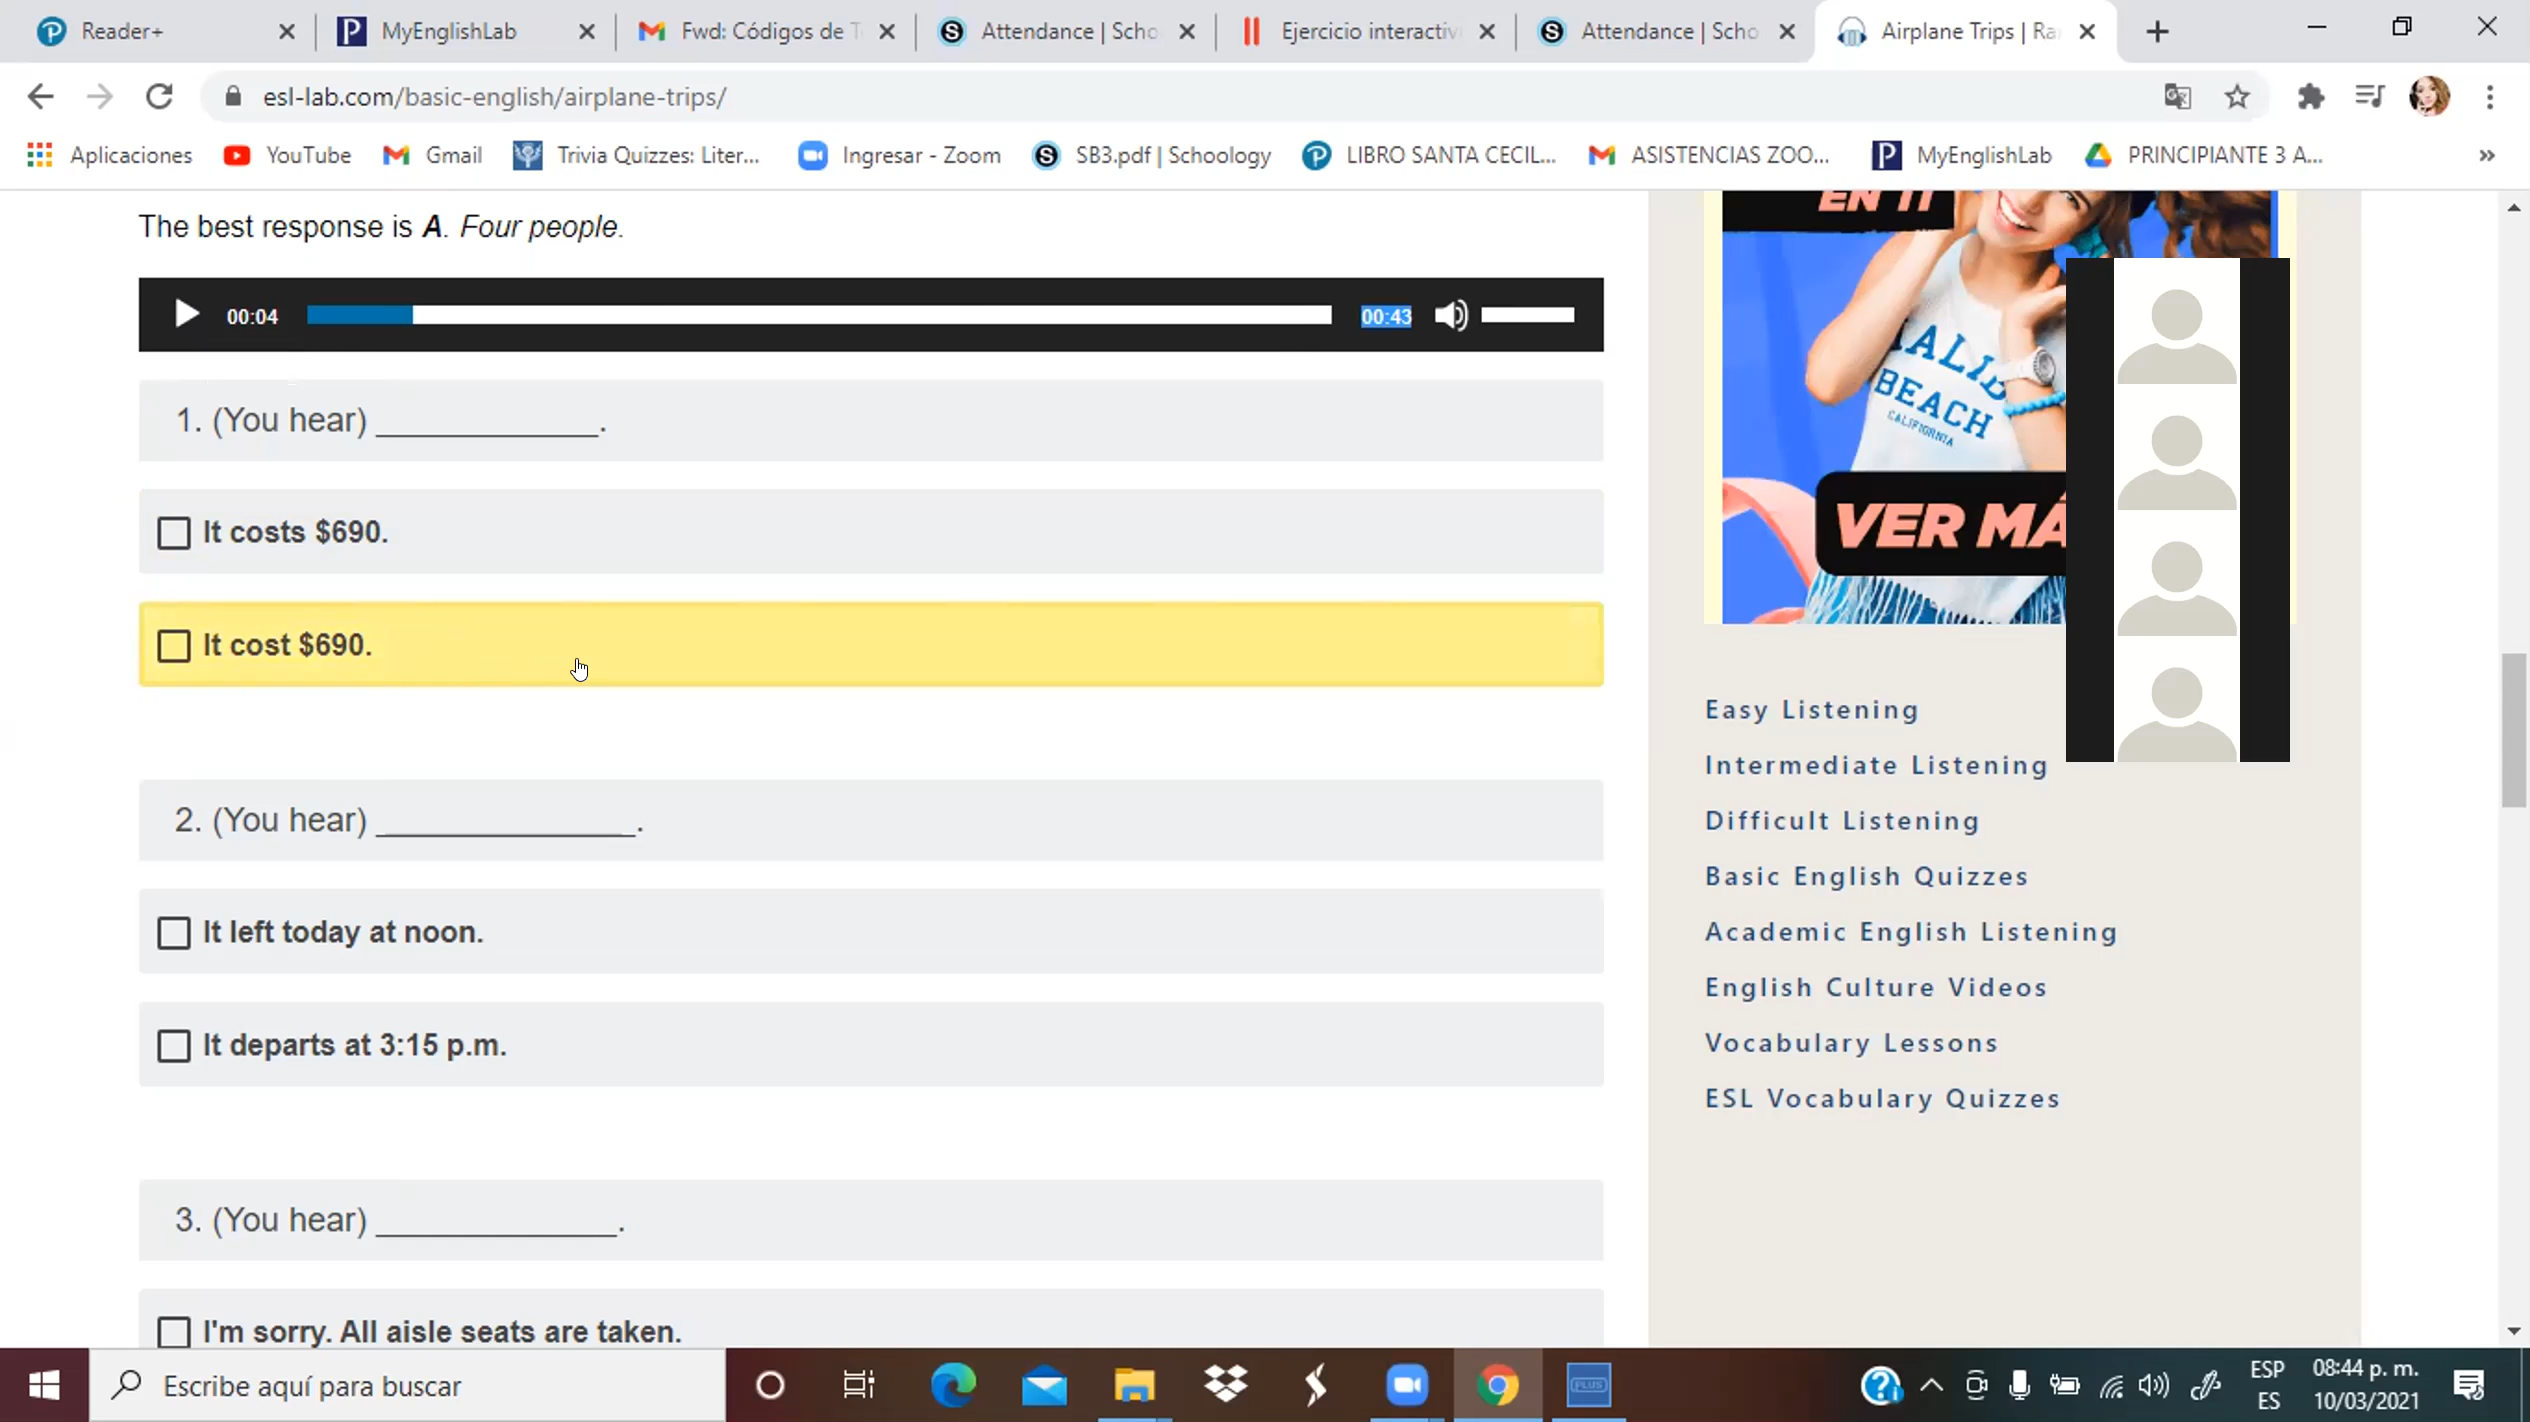 Reader+
MyEnglishLab
Fwd: Códigos de T
Attendance | Scho
Ejercicio interactiv
Attendance | Scho
Airplane Trips | Ra
esl-lab.com/basic-english/airplane-trips/
Aplicaciones
YouTube
Gmail
Trivia Quizzes: Liter...
Ingresar - Zoom
SB3.pdf | Schoology
LIBRO SANTA CECIL...
ASISTENCIAS ZOO...
MyEnglishLab
PRINCIPIANTE 3 A...
The best response is A. Four people.
00:04
00:43
1. (You hear) ____________.
It costs $690.
It cost $690.
2. (You hear) ______________.
It left today at noon.
It departs at 3:15 p.m.
3. (You hear) _____________.
I'm sorry. All aisle seats are taken.
EN IT
BEACH
CALIFIORNIA
VER MÁ
Easy Listening
Intermediate Listening
Difficult Listening
Basic English Quizzes
Academic English Listening
English Culture Videos
Vocabulary Lessons
ESL Vocabulary Quizzes
Escribe aquí para buscar
PLUS
ESP
ES
08:44 p. m.
10/03/2021